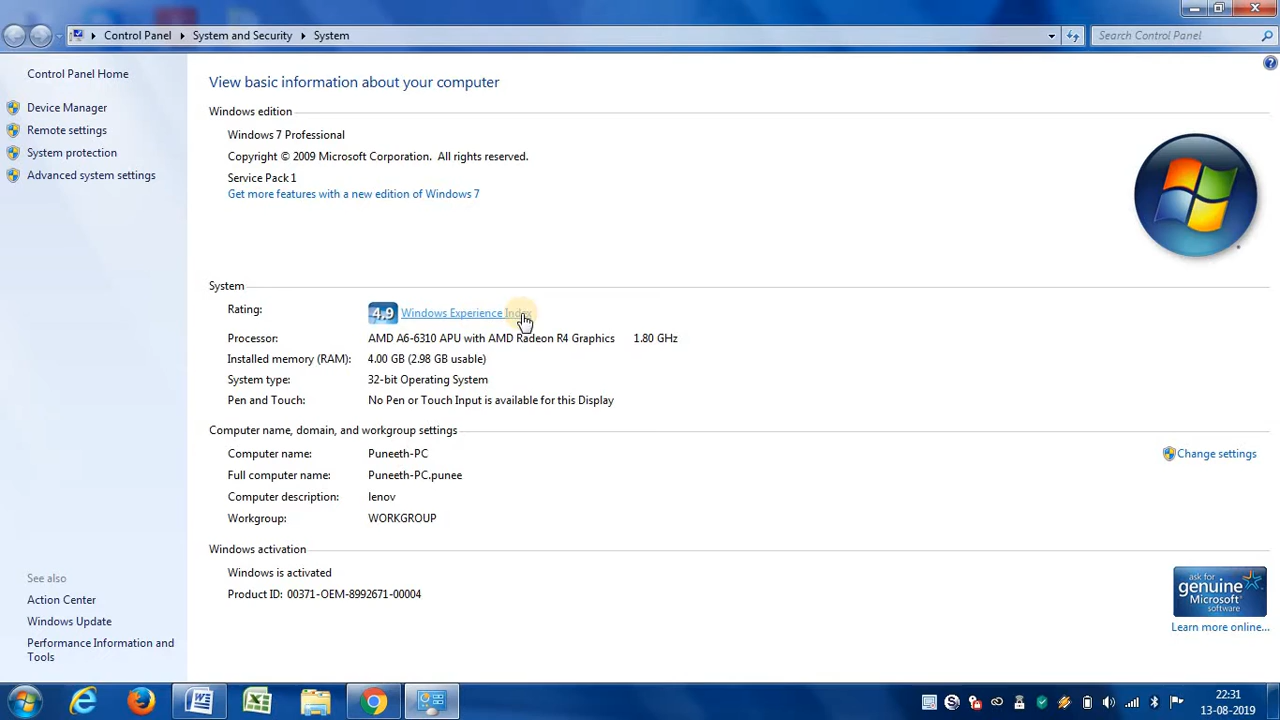 Control Panel System and Security System
Search Control Panel
Control Panel Home
Device Manager
Remote settings
System protection
Advanced system settings
See also
Action Center
Windows Update
Performance Information and
Tools
View basic information about your computer
Windows edition
Windows 7 Professional
Copyright © 2009 Microsoft Corporation. All rights reserved.
Service Pack 1
Get more features with a new edition of Windows 7
System
Rating: 4.9 Windows Experience Index
Processor: AMD A6-6310 APU with AMD Radeon R4 Graphics 1.80 GHz
Installed memory (RAM): 4.00 GB (2.98 GB usable)
System type: 32-bit Operating System
Pen and Touch: No Pen or Touch Input is available for this Display
Computer name, domain, and workgroup settings
Computer name: Puneeth-PC
Change settings
Full computer name: Puneeth-PC.punee
Computer description: lenov
Workgroup: WORKGROUP
Windows activation
Windows is activated
Product ID: 00371-OEM-8992671-00004
ask for
genuine
Microsoft
software
Learn more online...
22:31
13-08-2019